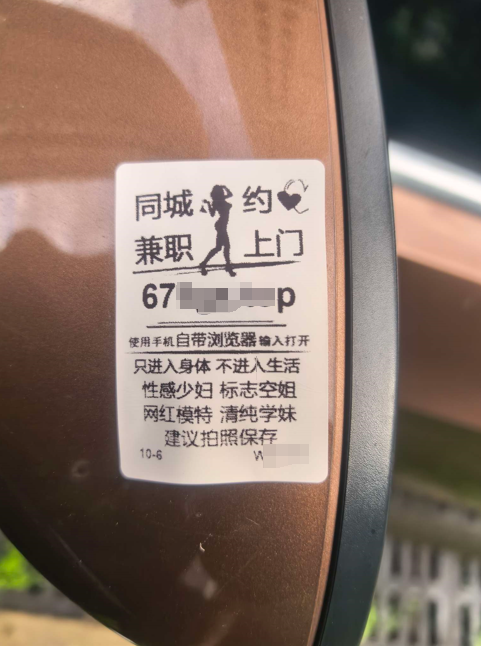 同城 约
兼职 上门
67 p
使用手机自带浏览器输入打开
只进入身体 不进入生活
性感少妇 标志空姐
网红模特 清纯学妹
建议拍照保存
10-6 W